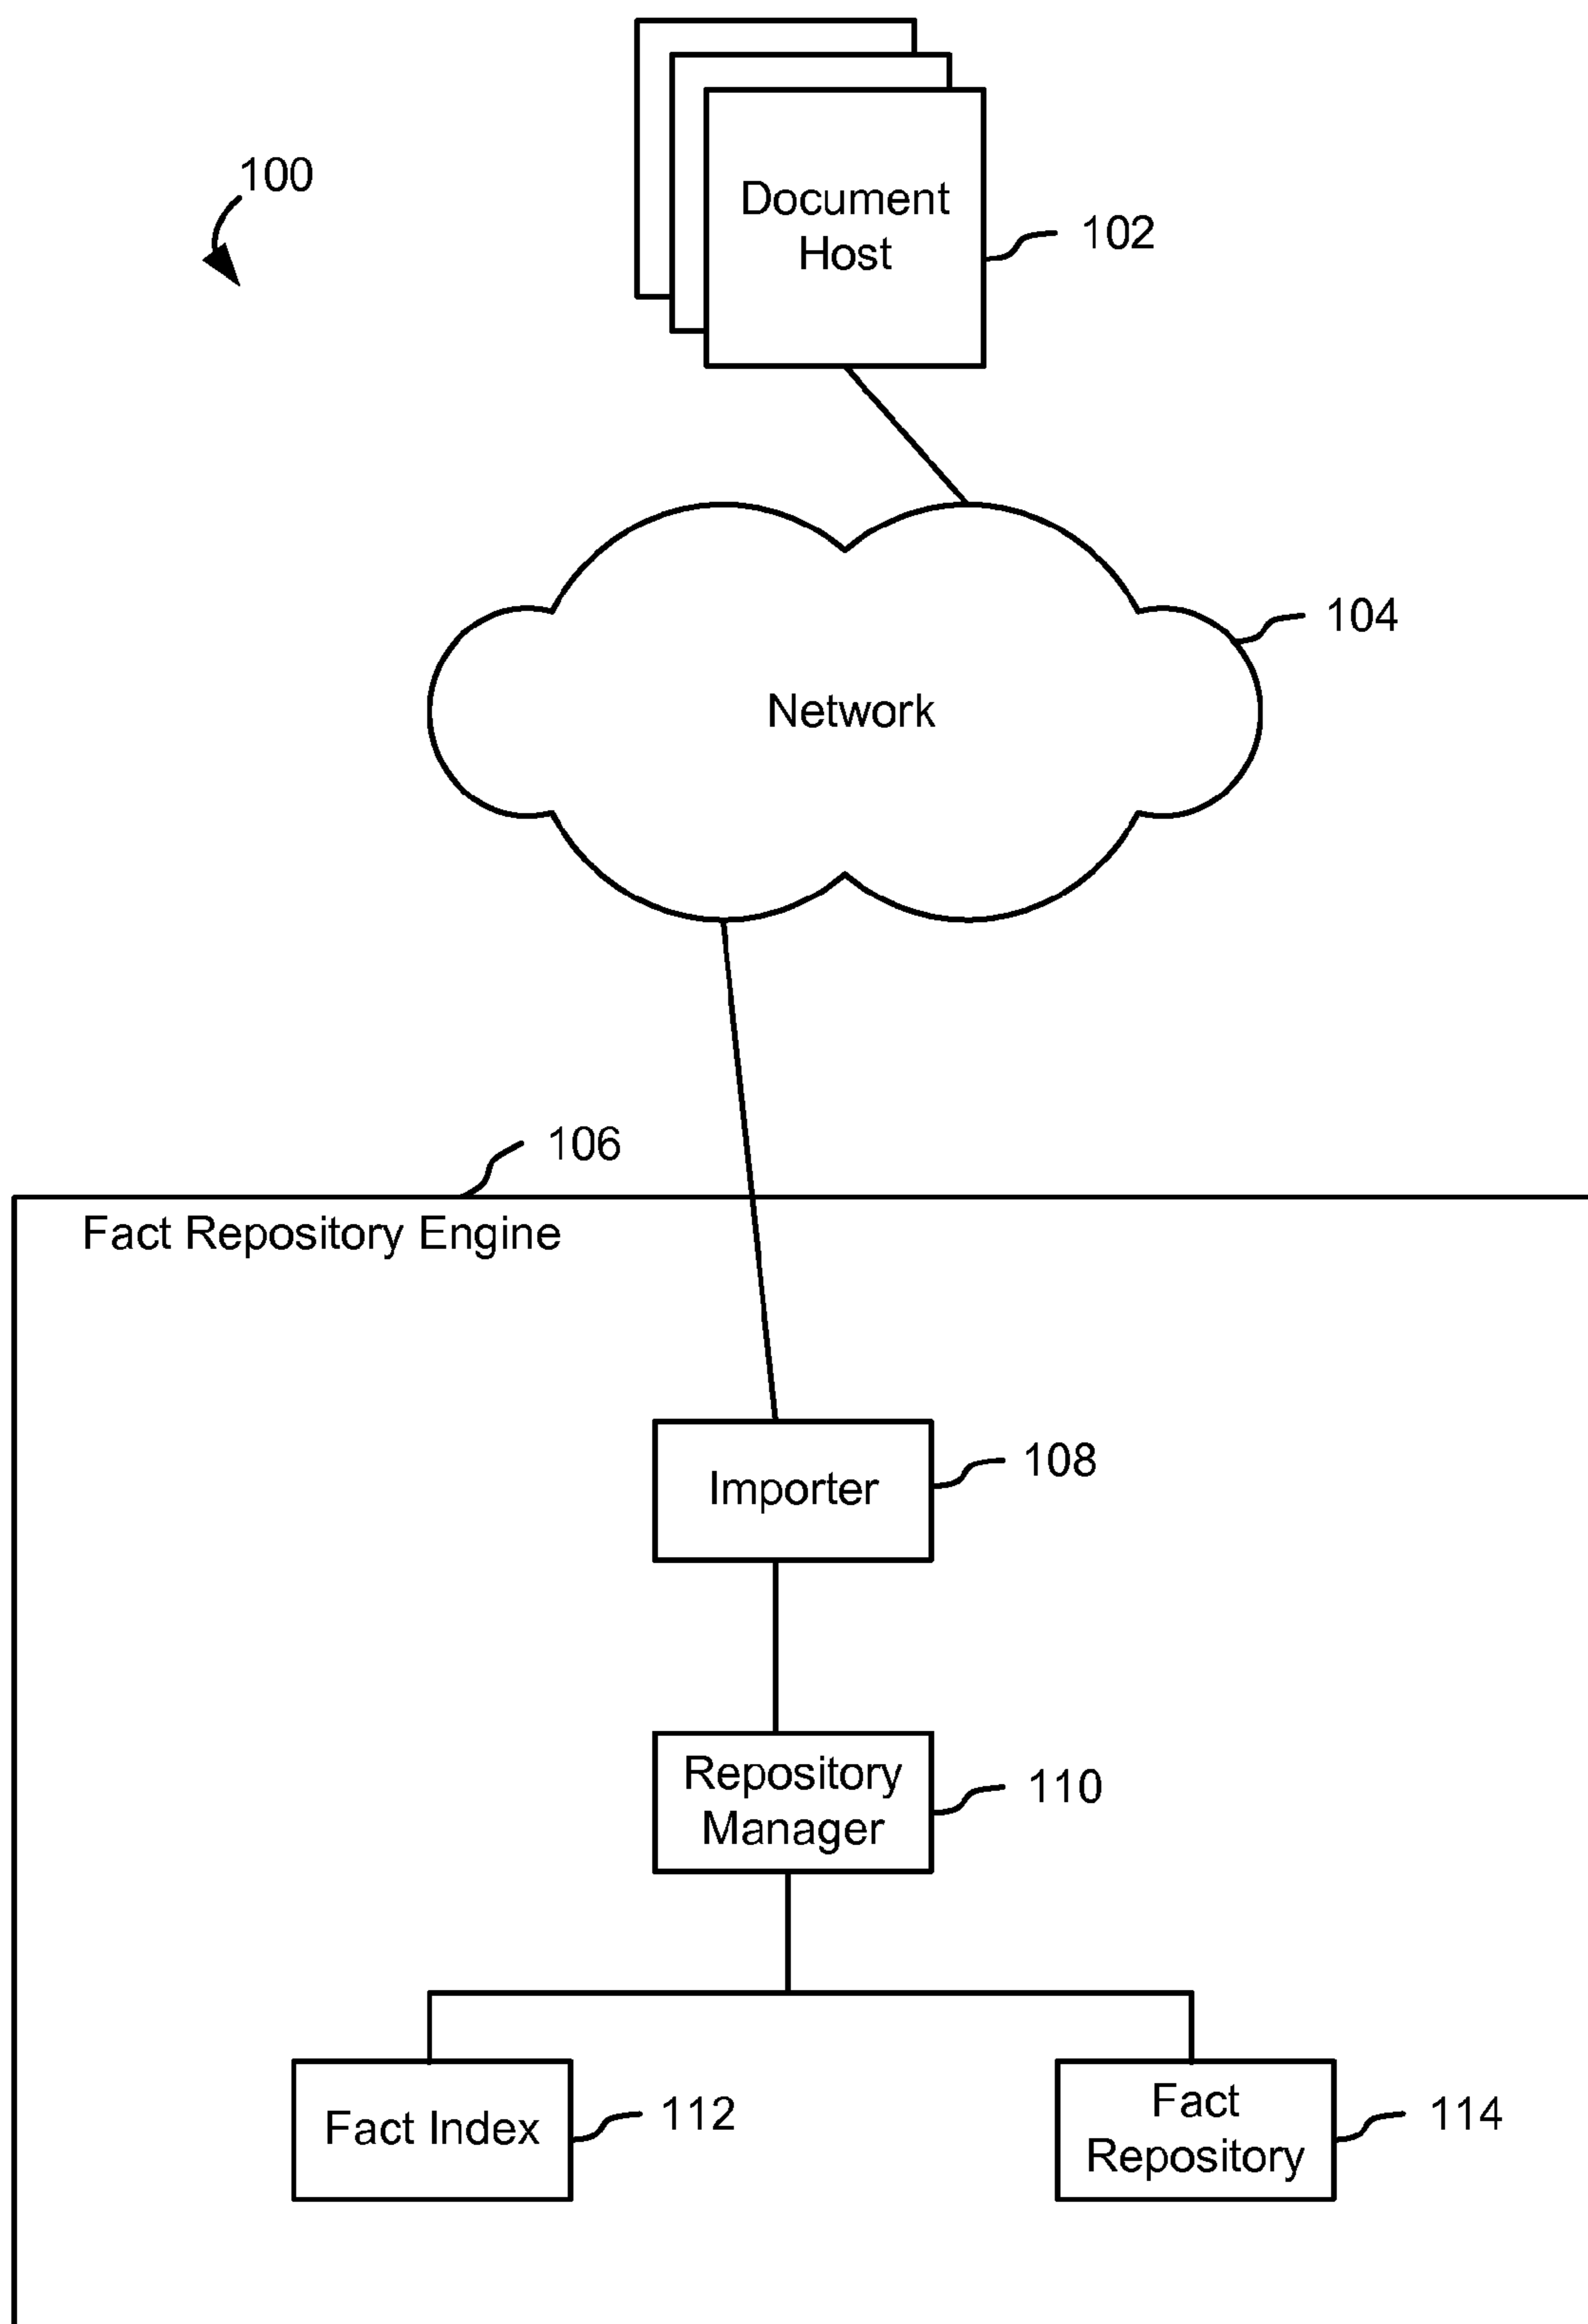 100
Document
Host
102
104
Network
106
Fact Repository Engine
Importer
108
Repository
Manager
110
Fact Index
112
Fact
Repository
114